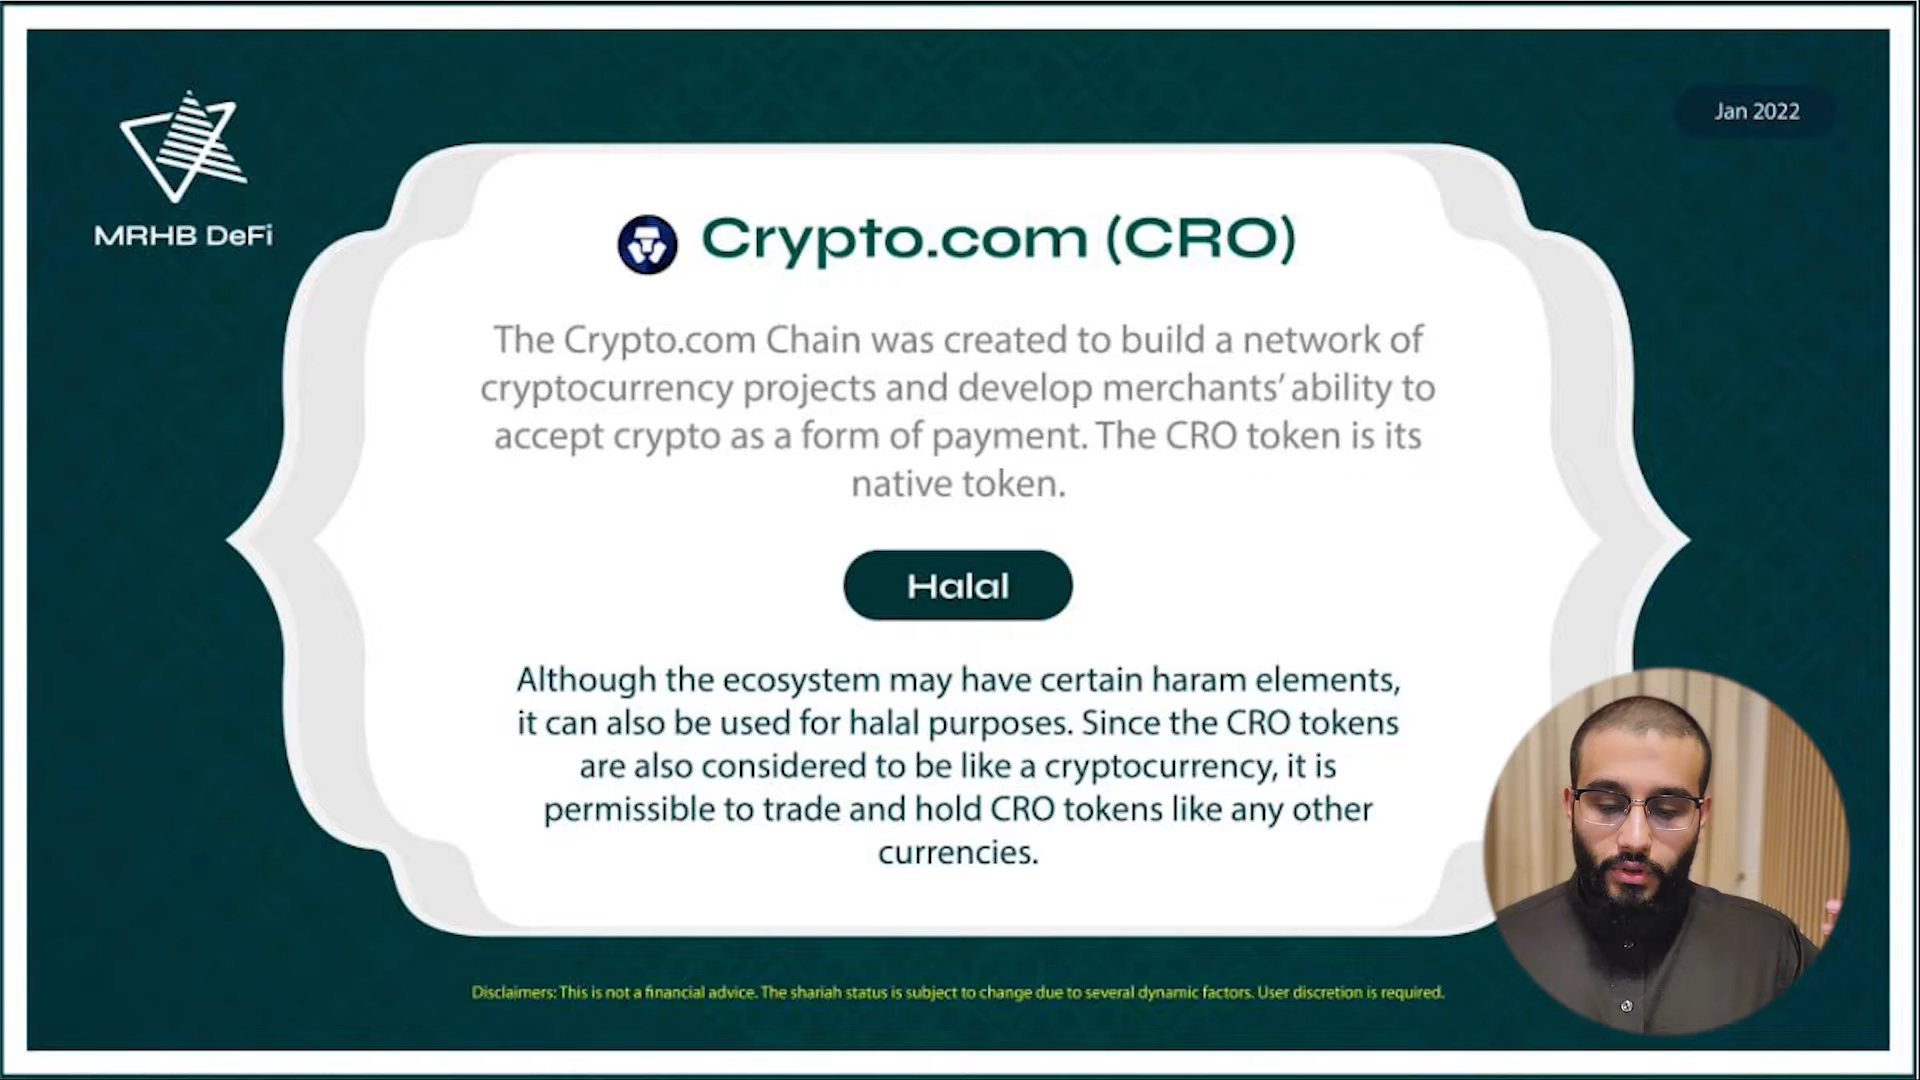 Jan 2022
MRHB DeFi
Crypto.com (CRO)
The Crypto.com Chain was created to build a network of
cryptocurrency projects and develop merchants’ ability to
accept crypto as a form of payment. The CRO token is its
native token.
Halal
Although the ecosystem may have certain haram elements,
it can also be used for halal purposes. Since the CRO tokens
are also considered to be like a cryptocurrency, it is
permissible to trade and hold CRO tokens like any other
currencies.
Disclaimers: This is not a financial advice. The shariah status is subject to change due to several dynamic factors. User discretion is required.